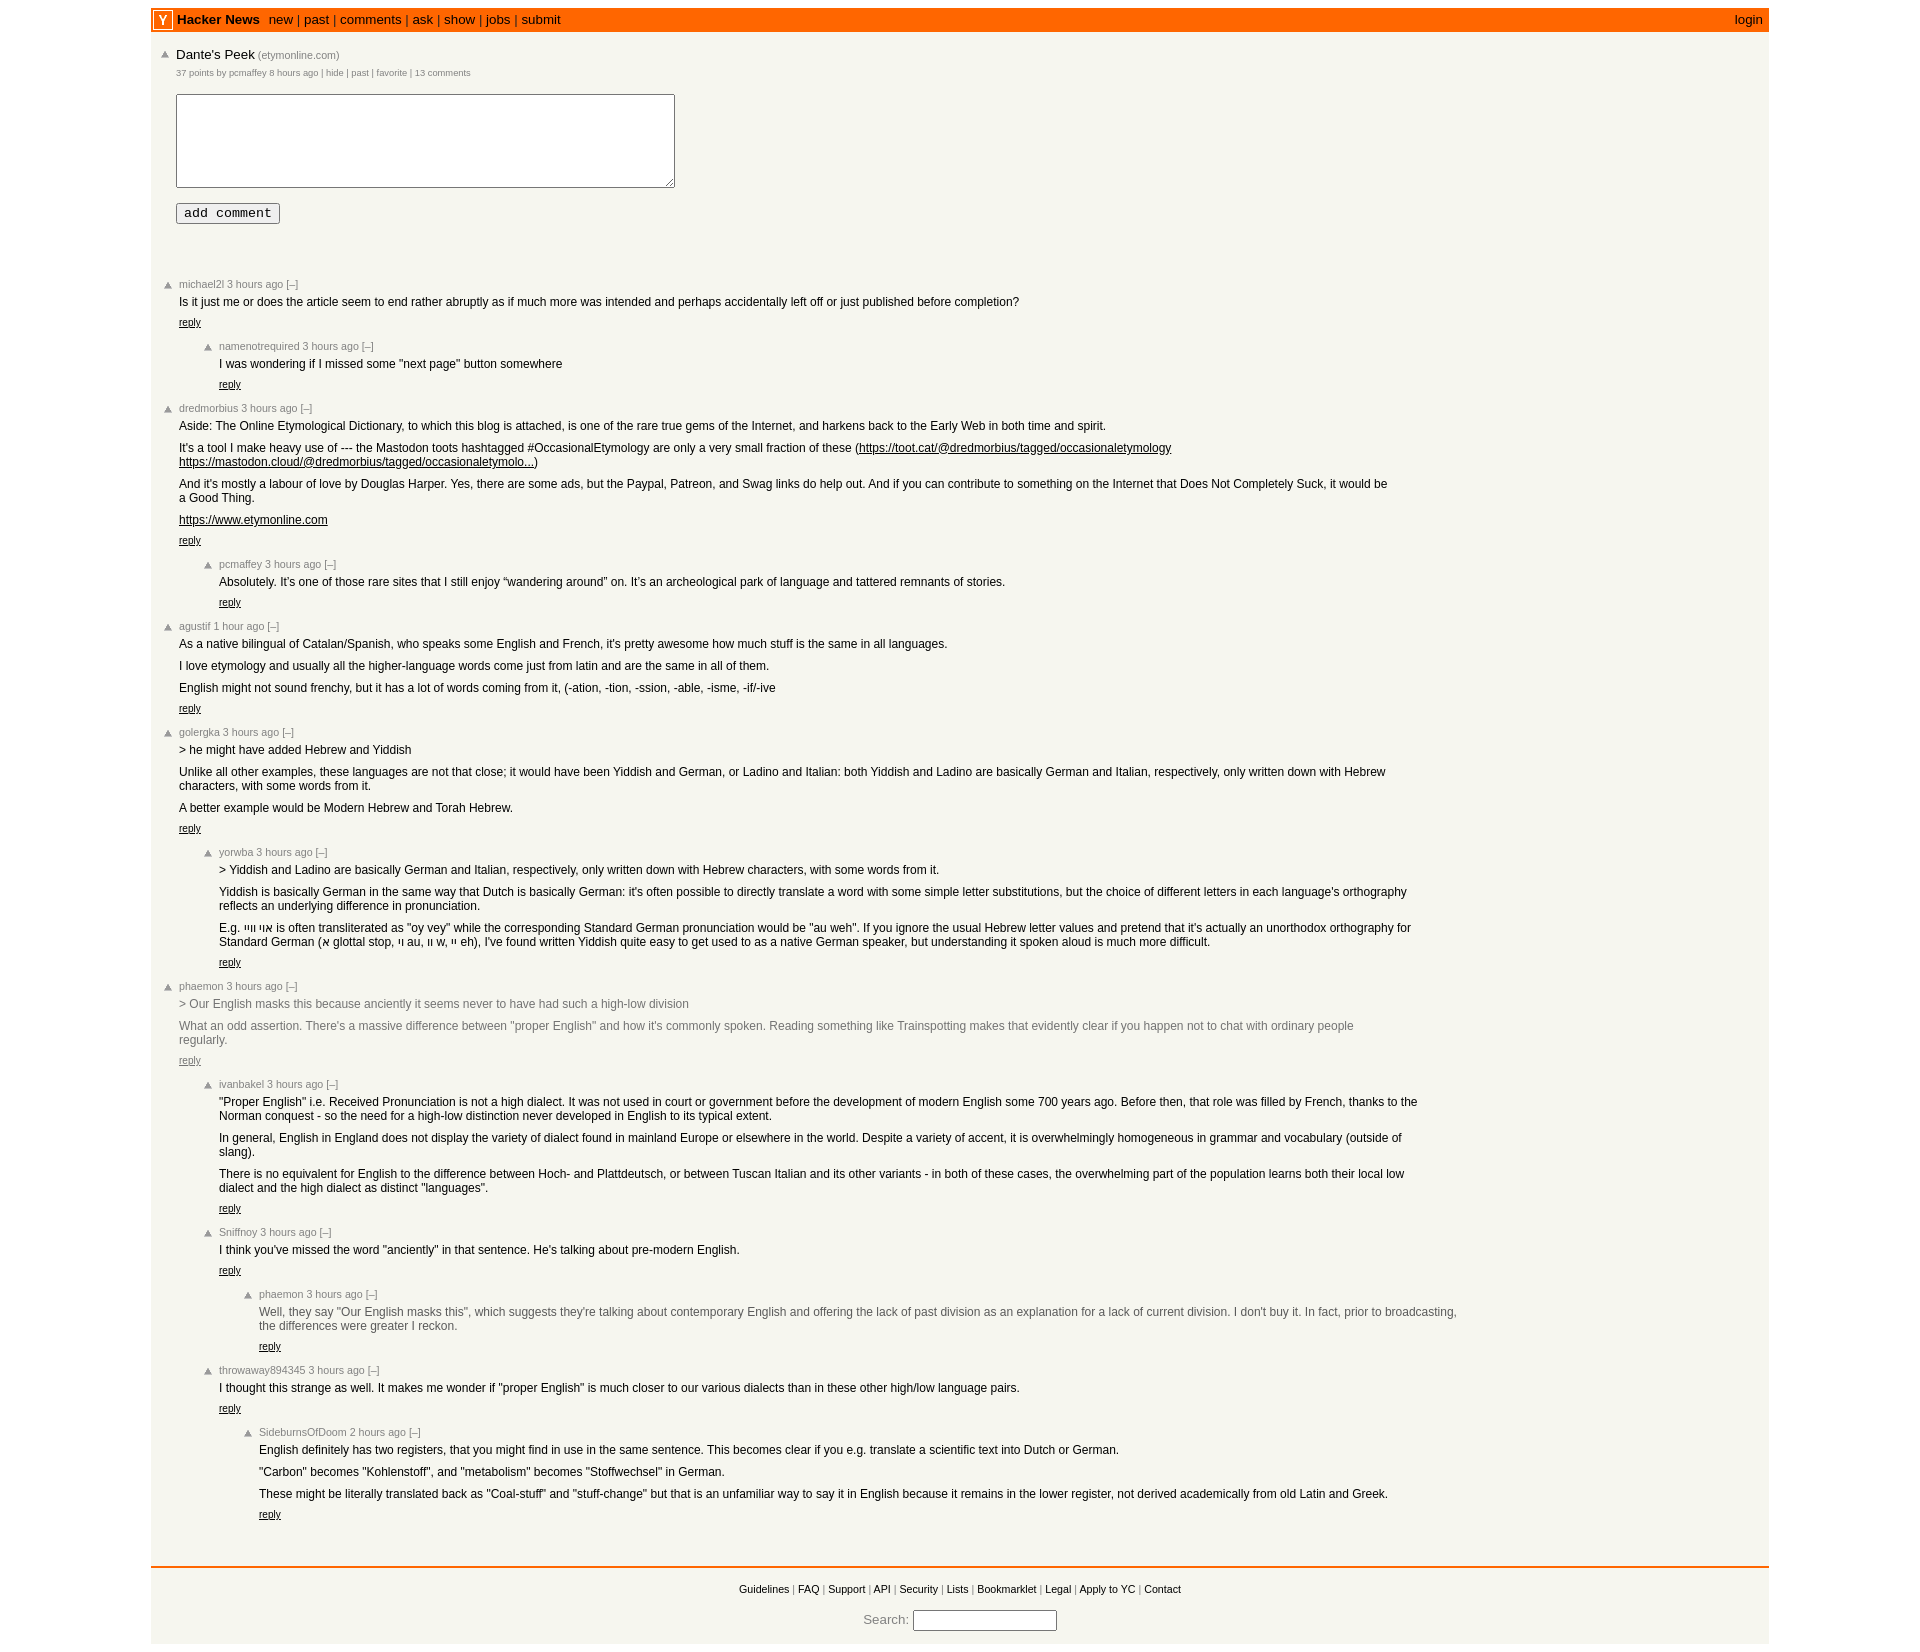 Y Hacker News new | past | comments | ask | show | jobs | submit login
Dante's Peek (etymonline.com)
37 points by pcmaffey 8 hours ago | hide | past | favorite | 13 comments
add comment
michael2l 3 hours ago [–]
Is it just me or does the article seem to end rather abruptly as if much more was intended and perhaps accidentally left off or just published before completion?
reply
namenotrequired 3 hours ago [–]
I was wondering if I missed some "next page" button somewhere
reply
dredmorbius 3 hours ago [–]
Aside: The Online Etymological Dictionary, to which this blog is attached, is one of the rare true gems of the Internet, and harkens back to the Early Web in both time and spirit.
It's a tool I make heavy use of --- the Mastodon toots hashtagged #OccasionalEtymology are only a very small fraction of these (https://toot.cat/@dredmorbius/tagged/occasionaletymology
https://mastodon.cloud/@dredmorbius/tagged/occasionaletymolo...)
And it's mostly a labour of love by Douglas Harper. Yes, there are some ads, but the Paypal, Patreon, and Swag links do help out. And if you can contribute to something on the Internet that Does Not Completely Suck, it would be
a Good Thing.
https://www.etymonline.com
reply
pcmaffey 3 hours ago [–]
Absolutely. It’s one of those rare sites that I still enjoy “wandering around” on. It’s an archeological park of language and tattered remnants of stories.
reply
agustif 1 hour ago [–]
As a native bilingual of Catalan/Spanish, who speaks some English and French, it's pretty awesome how much stuff is the same in all languages.
I love etymology and usually all the higher-language words come just from latin and are the same in all of them.
English might not sound frenchy, but it has a lot of words coming from it, (-ation, -tion, -ssion, -able, -isme, -if/-ive
reply
golergka 3 hours ago [–]
> he might have added Hebrew and Yiddish
Unlike all other examples, these languages are not that close; it would have been Yiddish and German, or Ladino and Italian: both Yiddish and Ladino are basically German and Italian, respectively, only written down with Hebrew
characters, with some words from it.
A better example would be Modern Hebrew and Torah Hebrew.
reply
yorwba 3 hours ago [–]
> Yiddish and Ladino are basically German and Italian, respectively, only written down with Hebrew characters, with some words from it.
Yiddish is basically German in the same way that Dutch is basically German: it's often possible to directly translate a word with some simple letter substitutions, but the choice of different letters in each language's orthography
reflects an underlying difference in pronunciation.
E.g. אוי ווײ is often transliterated as "oy vey" while the corresponding Standard German pronunciation would be "au weh". If you ignore the usual Hebrew letter values and pretend that it's actually an unorthodox orthography for
Standard German (א glottal stop, וי au, וו w, ײ eh), I've found written Yiddish quite easy to get used to as a native German speaker, but understanding it spoken aloud is much more difficult.
reply
phaemon 3 hours ago [–]
> Our English masks this because anciently it seems never to have had such a high-low division
What an odd assertion. There's a massive difference between "proper English" and how it's commonly spoken. Reading something like Trainspotting makes that evidently clear if you happen not to chat with ordinary people
regularly.
reply
ivanbakel 3 hours ago [–]
"Proper English" i.e. Received Pronunciation is not a high dialect. It was not used in court or government before the development of modern English some 700 years ago. Before then, that role was filled by French, thanks to the
Norman conquest - so the need for a high-low distinction never developed in English to its typical extent.
In general, English in England does not display the variety of dialect found in mainland Europe or elsewhere in the world. Despite a variety of accent, it is overwhelmingly homogeneous in grammar and vocabulary (outside of
slang).
There is no equivalent for English to the difference between Hoch- and Plattdeutsch, or between Tuscan Italian and its other variants - in both of these cases, the overwhelming part of the population learns both their local low
dialect and the high dialect as distinct "languages".
reply
Sniffnoy 3 hours ago [–]
I think you've missed the word "anciently" in that sentence. He's talking about pre-modern English.
reply
phaemon 3 hours ago [–]
Well, they say "Our English masks this", which suggests they're talking about contemporary English and offering the lack of past division as an explanation for a lack of current division. I don't buy it. In fact, prior to broadcasting,
the differences were greater I reckon.
reply
throwaway894345 3 hours ago [–]
I thought this strange as well. It makes me wonder if "proper English" is much closer to our various dialects than in these other high/low language pairs.
reply
SideburnsOfDoom 2 hours ago [–]
English definitely has two registers, that you might find in use in the same sentence. This becomes clear if you e.g. translate a scientific text into Dutch or German.
"Carbon" becomes "Kohlenstoff", and "metabolism" becomes "Stoffwechsel" in German.
These might be literally translated back as "Coal-stuff" and "stuff-change" but that is an unfamiliar way to say it in English because it remains in the lower register, not derived academically from old Latin and Greek.
reply
Guidelines | FAQ | Support | API | Security | Lists | Bookmarklet | Legal | Apply to YC | Contact
Search: